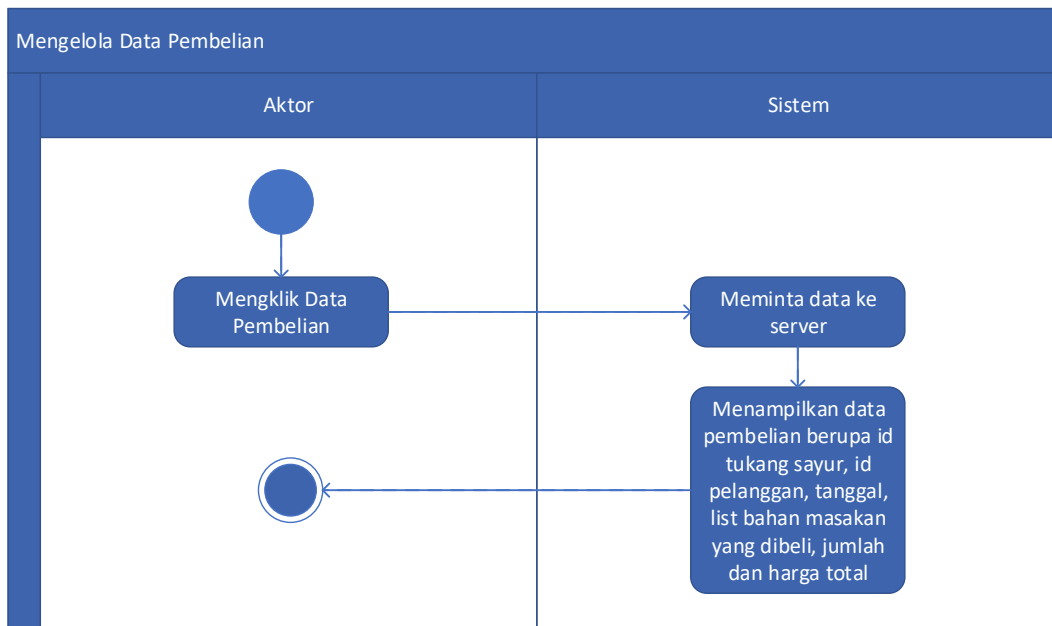 Mengelola Data Pembelian
Aktor
Sistem
Mengklik Data
Pembelian
Meminta data ke
server
Menampilkan data
pembelian berupa id
tukang sayur, id
pelanggan, tanggal,
list bahan masakan
yang dibeli, jumlah
dan harga total